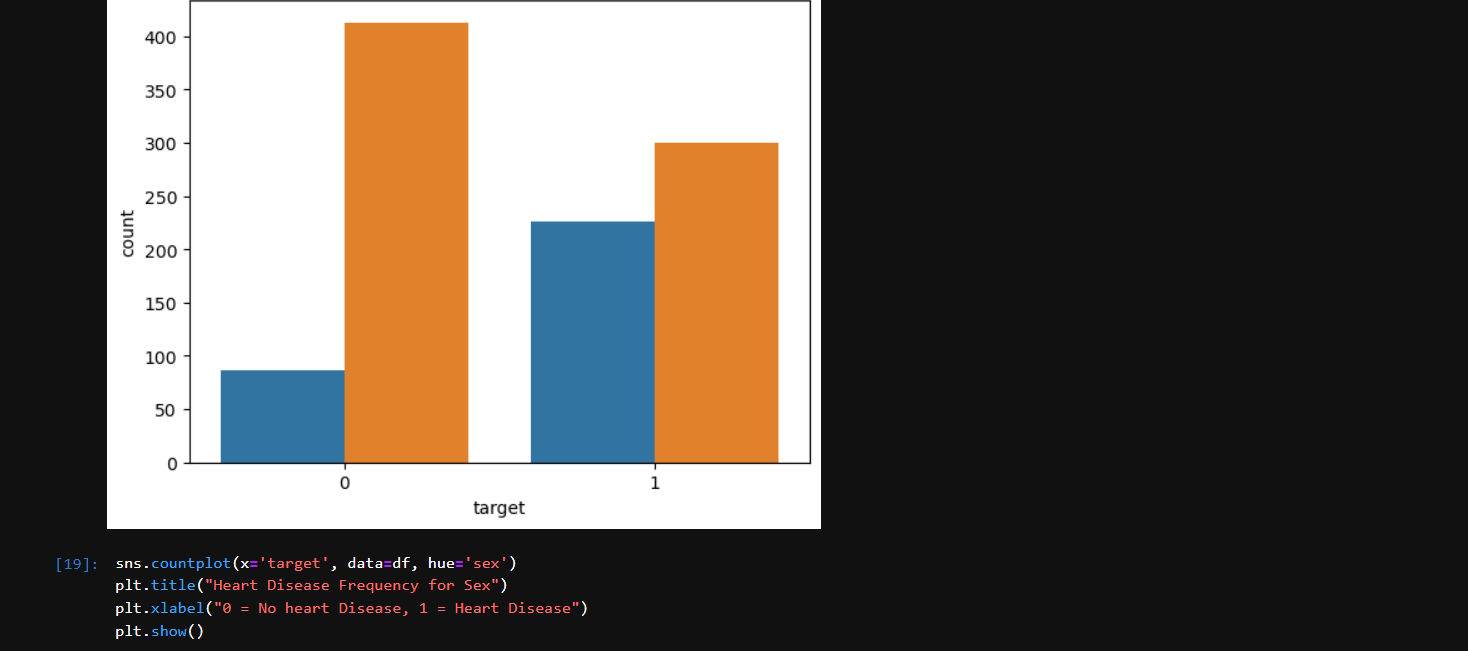 400
350
300
250
200
150
100
50
0
count
0 1
target
[19]: sns.countplot(x='target', data=df, hue='sex')
plt.title("Heart Disease Frequency for Sex")
plt.xlabel("0 = No heart Disease, 1 = Heart Disease")
plt.show()